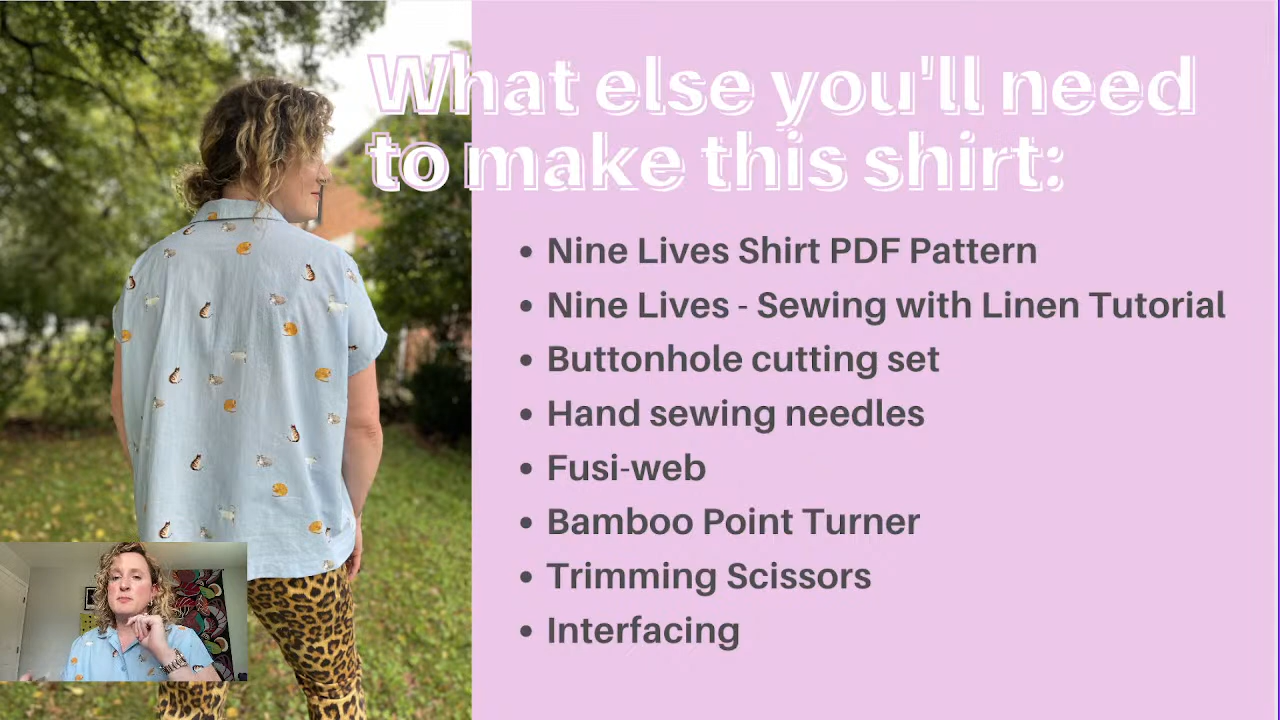 What else you'll need
to make this shirt:
• Nine Lives Shirt PDF Pattern
• Nine Lives - Sewing with Linen Tutorial
• Buttonhole cutting set
• Hand sewing needles
• Fusi-web
• Bamboo Point Turner
• Trimming Scissors
• Interfacing